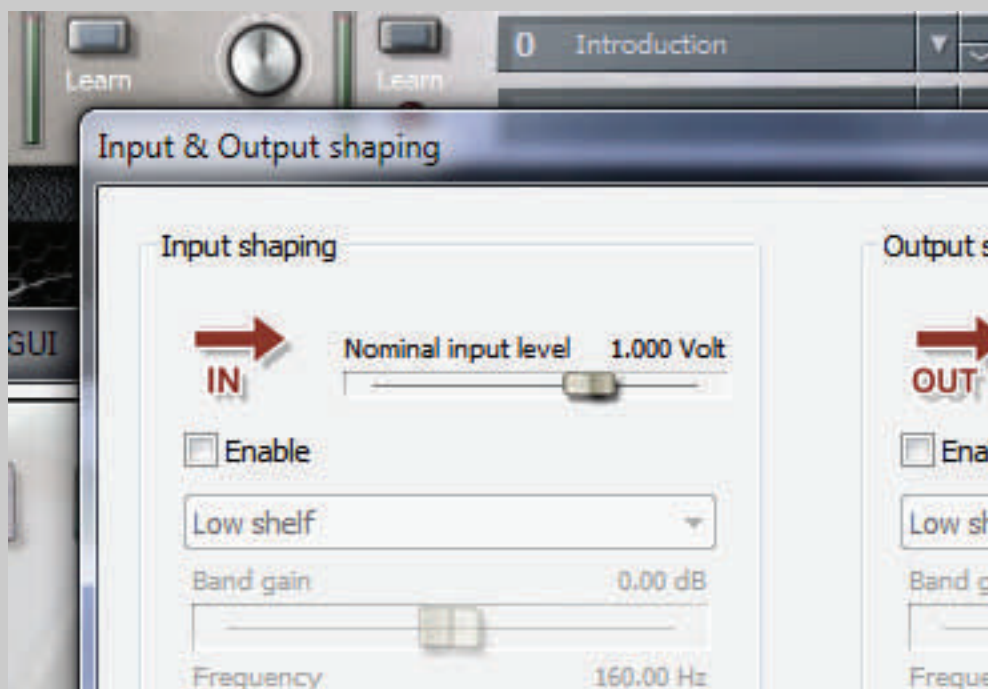 0 Introduction
Learn
Learn
Input & Output shaping
Input shaping
Output s
GUI
Nominal input level 1.000 Volt
IN
OUT
Enable
Ena
Low shelf
Low sh
Band gain 0.00 dB
Band g
Frequency 160.00 Hz
Freque